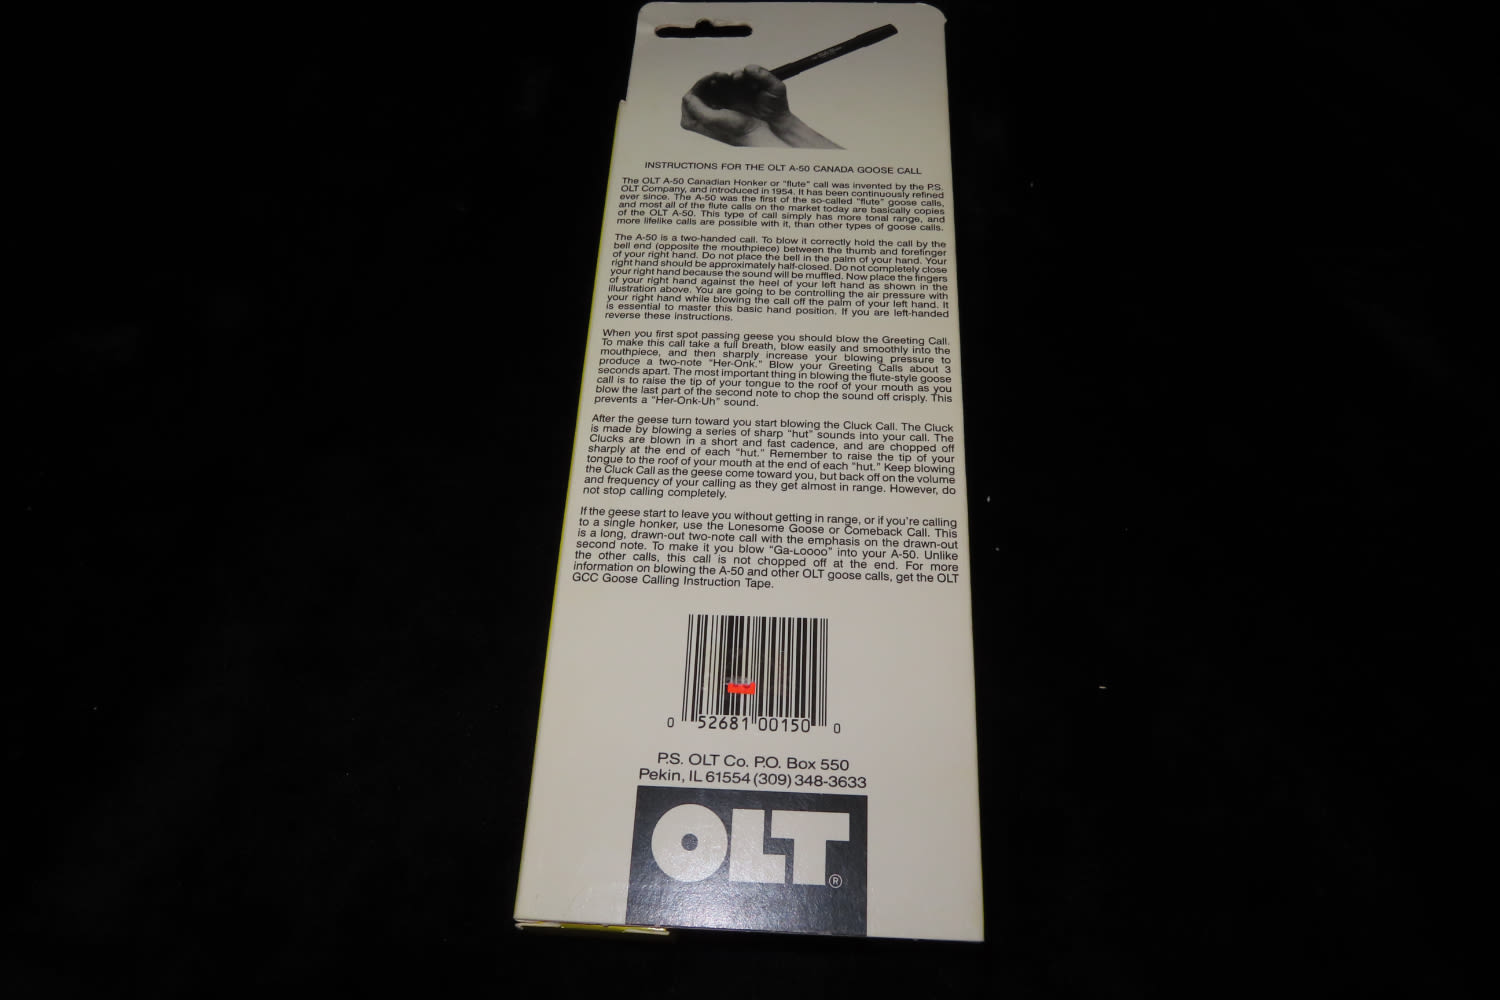 INSTRUCTIONS FOR THE OLT A-50 CANADA GOOSE CALL
The OLT A-50 Canadian Honker or "flute" call was invented by the P.S.
OLT Company, and introduced in 1954. It has been continuously refined
ever since. The A-50 was the first of the so-called "flute" goose calls,
and most all of the flute calls on the market today are basically copies
of the OLT A-50. This type of call simply has more tonal range, and
more lifelike calls are possible with it, than other types of goose calls.
The A-50 is a two-handed call. To blow it correctly hold the call by the
bell end (opposite the mouthpiece) between the thumb and forefinger
of your right hand. Do not place the bell in the palm of your hand. Your
right hand should be approximately half-closed. Do not completely close
your right hand because the sound will be muffled. Now place the fingers
of your right hand against the heel of your left hand as shown in the
illustration above. You are going to be controlling the air pressure with
your right hand while blowing the call off the palm of your left hand. It
is essential to master this basic hand position. If you are left-handed
reverse these instructions.
When you first spot passing geese you should blow the Greeting Call.
To make this call take a full breath, blow easily and smoothly into the
mouthpiece, and then sharply increase your blowing pressure to
produce a two-note "Her-Onk." Blow your Greeting Calls about 3
seconds apart. The most important thing in blowing the flute-style goose
call is to raise the tip of your tongue to the roof of your mouth as you
blow the last part of the second note to chop the sound off crisply. This
prevents a "Her-Onk-Uh" sound.
After the geese turn toward you start blowing the Cluck Call. The Cluck
is made by blowing a series of sharp "hut" sounds into your call. The
Clucks are blown in a short and fast cadence, and are chopped off
sharply at the end of each "hut." Remember to raise the tip of your
tongue to the roof of your mouth at the end of each "hut." Keep blowing
the Cluck Call as the geese come toward you, but back off on the volume
and frequency of your calling as they get almost in range. However, do
not stop calling completely.
If the geese start to leave you without getting in range, or if you're calling
to a single honker, use the Lonesome Goose or Comeback Call. This
is a long, drawn-out two-note call with the emphasis on the drawn-out
second note. To make it you blow "Ga-Loooo" into your A-50. Unlike
the other calls, this call is not chopped off at the end. For more
information on blowing the A-50 and other OLT goose calls, get the OLT
GCC Goose Calling Instruction Tape.
0 52681 00150 0
P.S. OLT Co. P.O. Box 550
Pekin, IL 61554 (309) 348-3633
OLT®